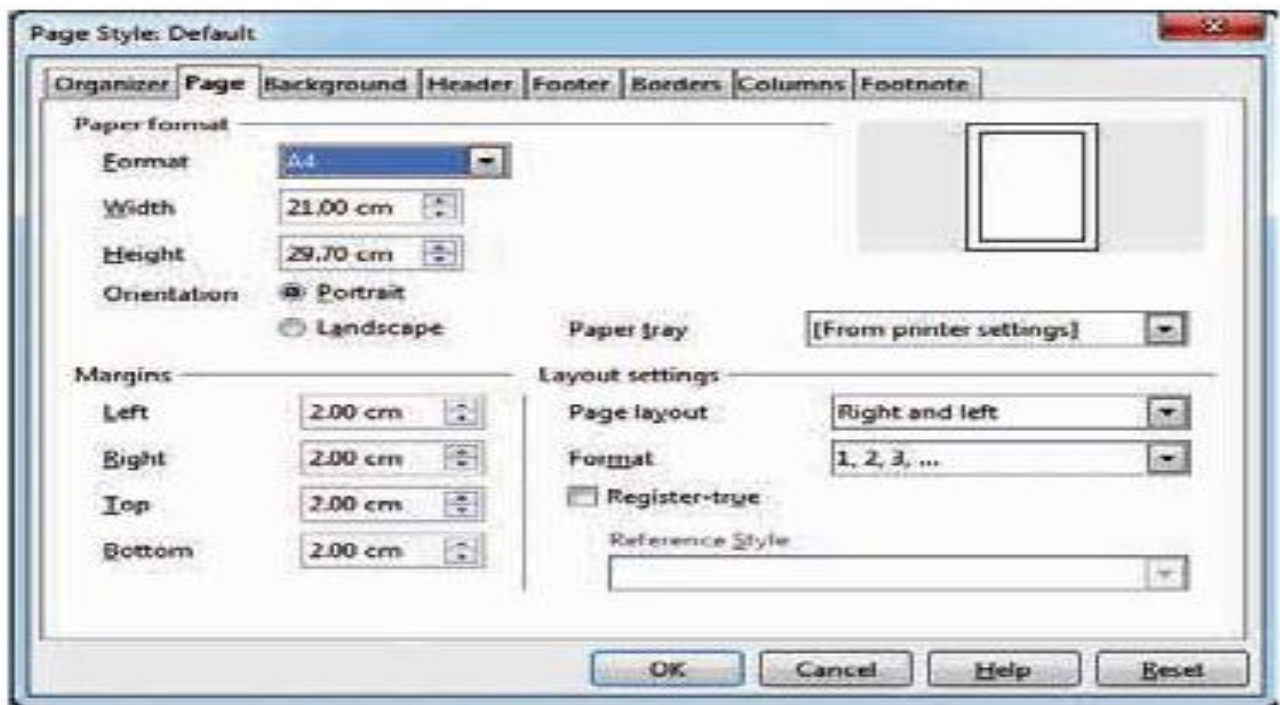 Page Style: Default
Organizer Page Background Header Footer Borders Columns Footnote
Paper format
Format A4
Width 21.00 cm
Height 29.70 cm
Orientation Portrait
Landscape Paper tray [From printer settings]
Margins Layout settings
Left 2.00 cm Page layout Right and left
Right 2.00 cm Format 1, 2, 3, ...
Top 2.00 cm Register-true
Bottom 2.00 cm Reference Style
OK Cancel Help Reset